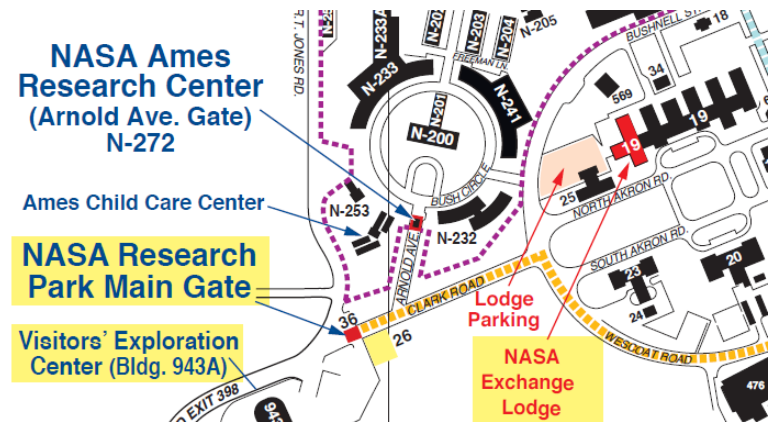 NASA Ames
Research Center
(Arnold Ave. Gate)
N-272
Ames Child Care Center
NASA Research
Park Main Gate
Visitors' Exploration
Center (Bldg. 943A)
D EXIT 398
943
R.T. JONES RD.
N-233A
N-202
N-203
N-204
N-205
FREEMAN LN.
N-233
N-201
N-200
N-241
BUSH CIRCLE
N-253
N-232
ARNOLD AVE.
CLARK ROAD
36
26
BUSHNELL ST.
18
34
569
19
19
25
NORTH AKRON RD.
SOUTH AKRON RD.
23
20
24
WESCOAT ROAD
476
Lodge
Parking
NASA
Exchange
Lodge